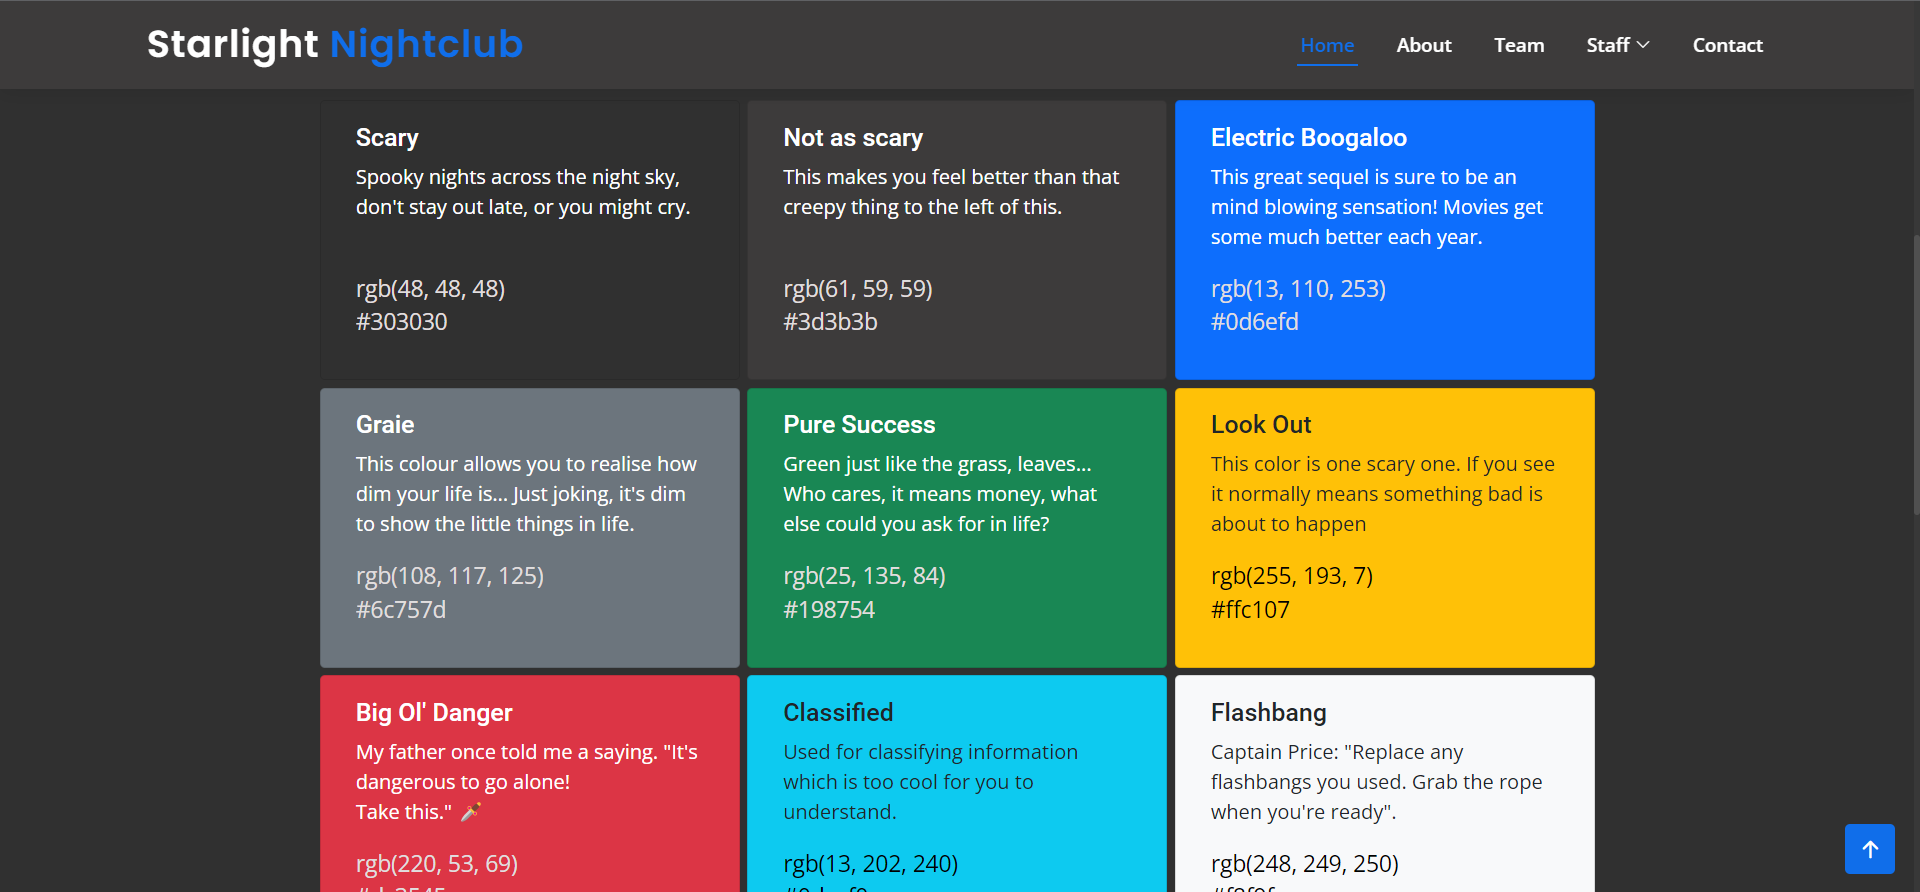 Starlight Nightclub
Home About Team Staff Contact
Scary
Spooky nights across the night sky,
don't stay out late, or you might cry.
rgb(48, 48, 48)
#303030
Not as scary
This makes you feel better than that
creepy thing to the left of this.
rgb(61, 59, 59)
#3d3b3b
Electric Boogaloo
This great sequel is sure to be an
mind blowing sensation! Movies get
some much better each year.
rgb(13, 110, 253)
#0d6efd
Graie
This colour allows you to realise how
dim your life is... Just joking, it's dim
to show the little things in life.
rgb(108, 117, 125)
#6c757d
Pure Success
Green just like the grass, leaves...
Who cares, it means money, what
else could you ask for in life?
rgb(25, 135, 84)
#198754
Look Out
This color is one scary one. If you see
it normally means something bad is
about to happen
rgb(255, 193, 7)
#ffc107
Big Ol' Danger
My father once told me a saying. "It's
dangerous to go alone!
Take this." 🗡️
rgb(220, 53, 69)
Classified
Used for classifying information
which is too cool for you to
understand.
rgb(13, 202, 240)
Flashbang
Captain Price: "Replace any
flashbangs you used. Grab the rope
when you're ready".
rgb(248, 249, 250)